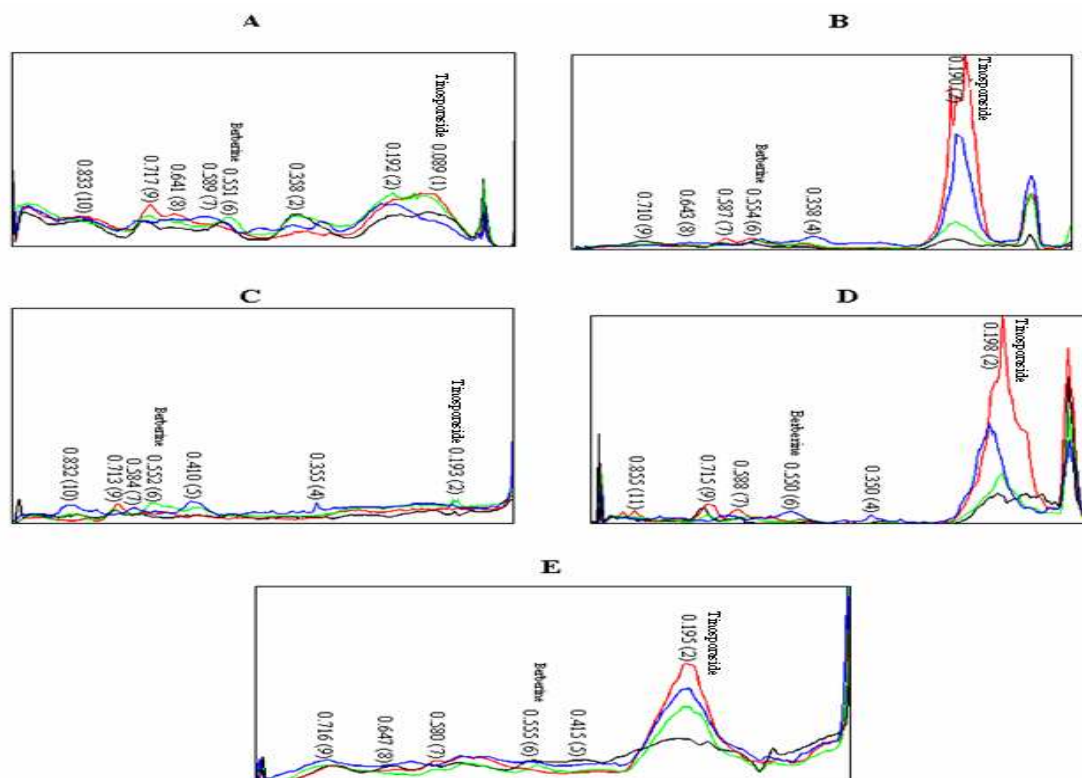 A
0.833 (10)
0.717 (9)
0.641 (8)
0.589 (7)
0.551 (6)
Berberine
0.358 (2)
0.192 (2)
0.089 (1)
Tinosporaside
B
0.710 (9)
0.643 (8)
0.587 (7)
0.554 (6)
Berberine
0.358 (4)
0.190 (2)
Tinosporaside
C
0.832 (10)
0.713 (9)
0.584 (7)
0.552 (6)
Berberine
0.410 (5)
0.355 (4)
0.193 (2)
Tinosporaside
D
0.855 (11)
0.715 (9)
0.588 (7)
0.550 (6)
Berberine
0.350 (4)
0.198 (2)
Tinosporaside
E
0.716 (9)
0.647 (8)
0.580 (7)
0.555 (6)
Berberine
0.415 (5)
0.195 (2)
Tinosporaside